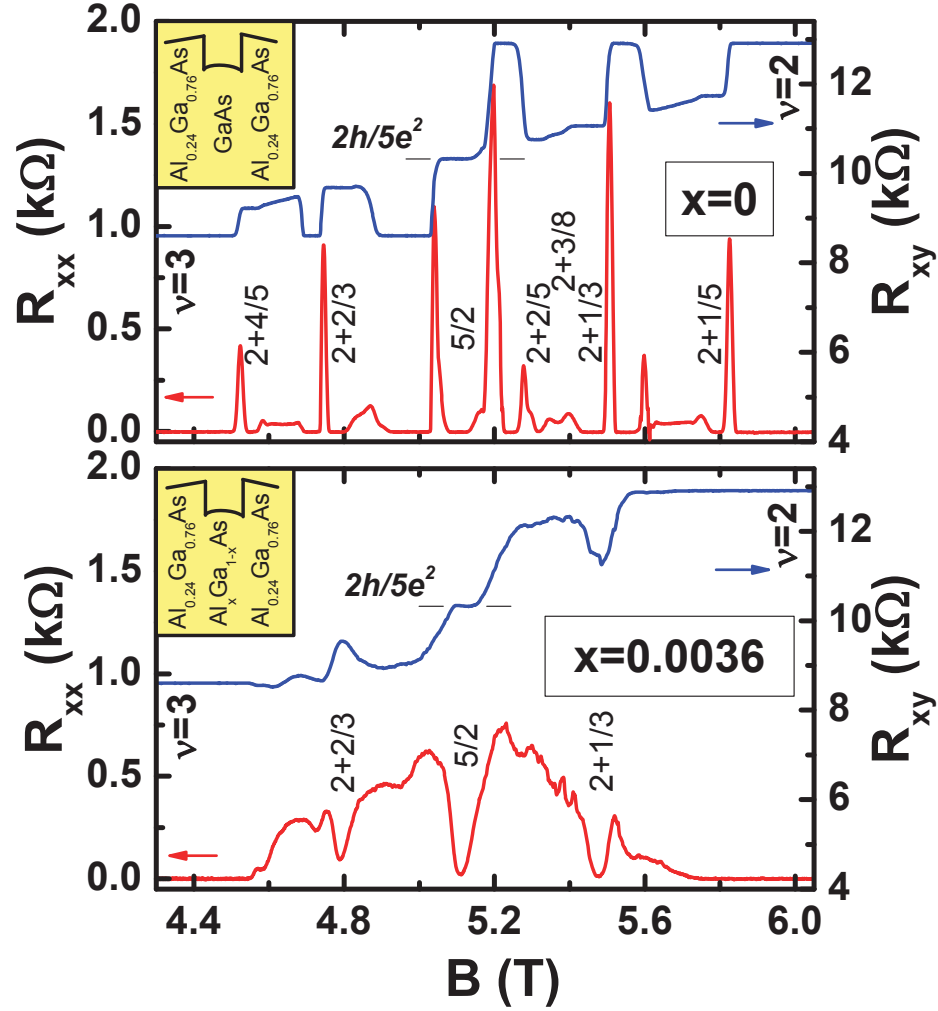 Al0.24Ga0.76As
GaAs
Al0.24Ga0.76As
2.0
1.5
1.0
0.5
0.0
Rxx (kΩ)
12
10
8
6
4
Rxy (kΩ)
2h/5e²
ν=3
2+4/5
2+2/3
5/2
2+2/5
2+3/8
2+1/3
2+1/5
ν=2
x=0
Al0.24Ga0.76As
AlxGa1-xAs
Al0.24Ga0.76As
2.0
1.5
1.0
0.5
0.0
Rxx (kΩ)
12
10
8
6
4
Rxy (kΩ)
2h/5e²
ν=3
2+2/3
5/2
2+1/3
ν=2
x=0.0036
4.4 4.8 5.2 5.6 6.0
B (T)